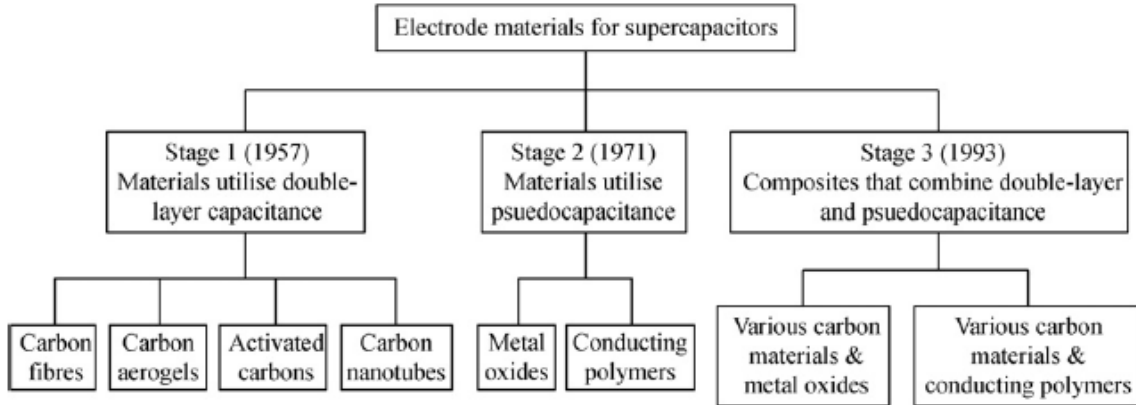 Electrode materials for supercapacitors
Stage 1 (1957)
Materials utilise double-
layer capacitance
Stage 2 (1971)
Materials utilise
psuedocapacitance
Stage 3 (1993)
Composites that combine double-layer
and psuedocapacitance
Carbon
fibres
Carbon
aerogels
Activated
carbons
Carbon
nanotubes
Metal
oxides
Conducting
polymers
Various carbon
materials &
metal oxides
Various carbon
materials &
conducting polymers